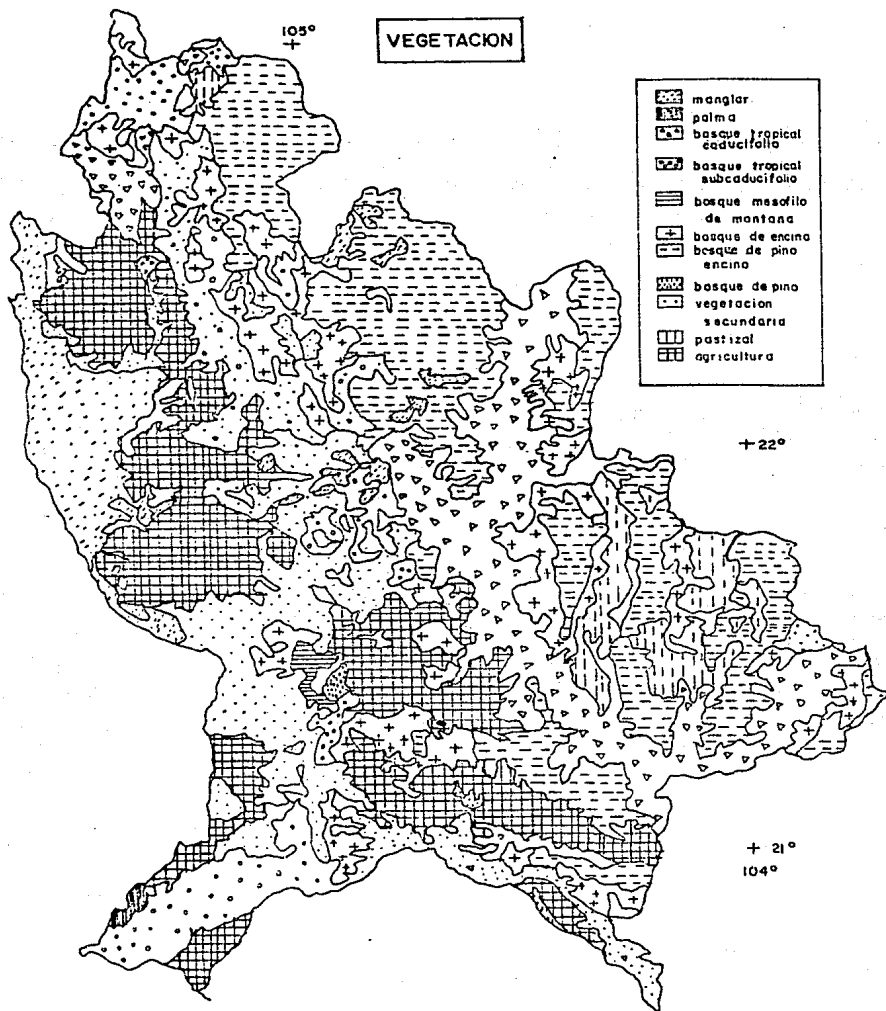 105°
VEGETACION
manglar
palma
bosque tropical
caducifolio
bosque tropical
subcaducifolio
bosque mesofilo
de montana
bosque de encino
bosque de pino
encino
bosque de pino
vegetacion
secundaria
pastizal
agricultura
22°
21°
104°